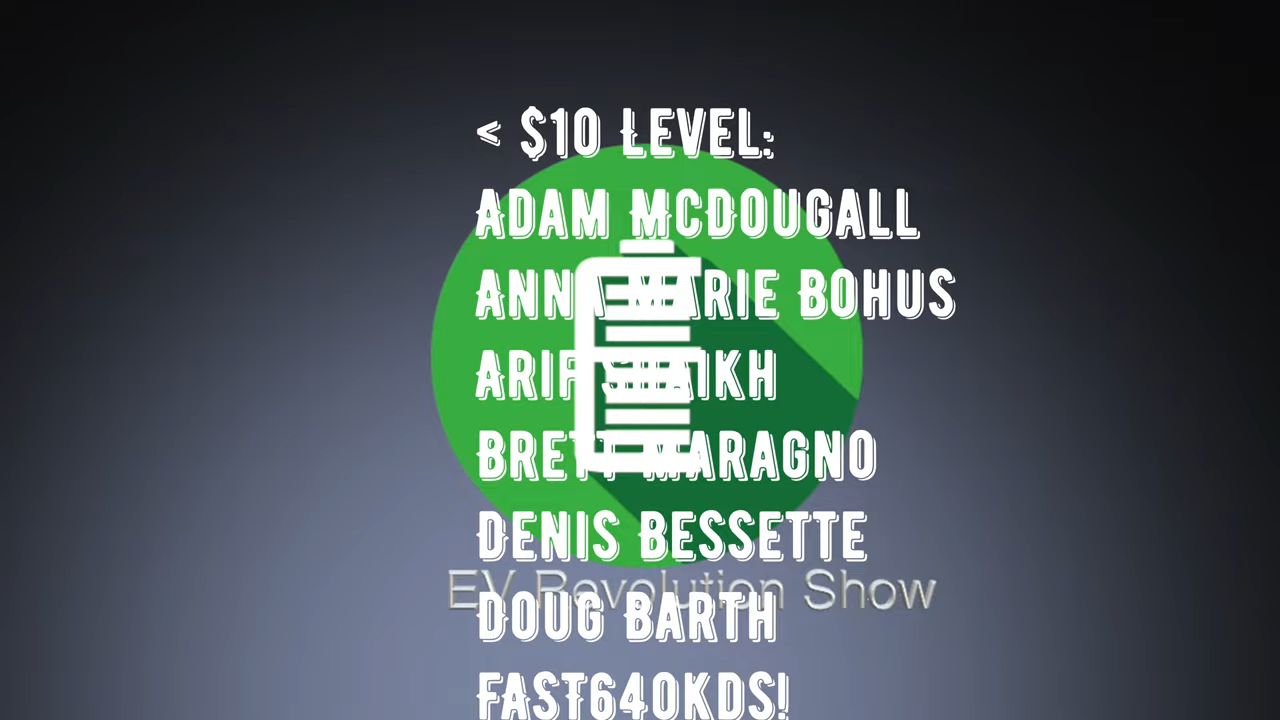 < $10 Level:
Adam McDougall
Anna Marie Bohus
Arif Shaikh
Brett Maragno
Denis Bessette
EV Revolution Show
Doug Barth
Fast640KDS!